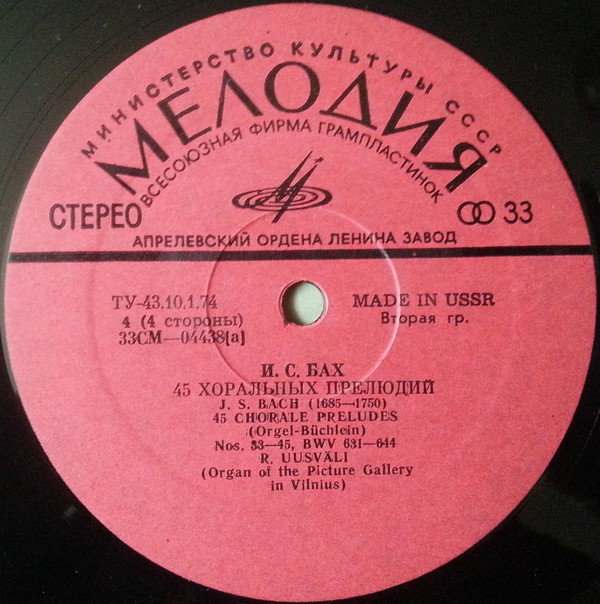 МИНИСТЕРСТВО КУЛЬТУРЫ СССР
МЕЛОДИЯ
ВСЕСОЮЗНАЯ ФИРМА ГРАМПЛАСТИНОК
СТЕРЕО
33
АПРЕЛЕВСКИЙ ОРДЕНА ЛЕНИНА ЗАВОД
ТУ-43.10.1.74
MADE IN USSR
4 (4 стороны)
Вторая гр.
33СМ—04438(а)
И. С. БАХ
45 ХОРАЛЬНЫХ ПРЕЛЮДИЙ
J. S. BACH (1685—1750)
45 CHORALE PRELUDES
(Orgel-Büchlein)
Nos. 33—45, BWV 631—644
R. UUSVÄLI
(Organ of the Picture Gallery
in Vilnius)